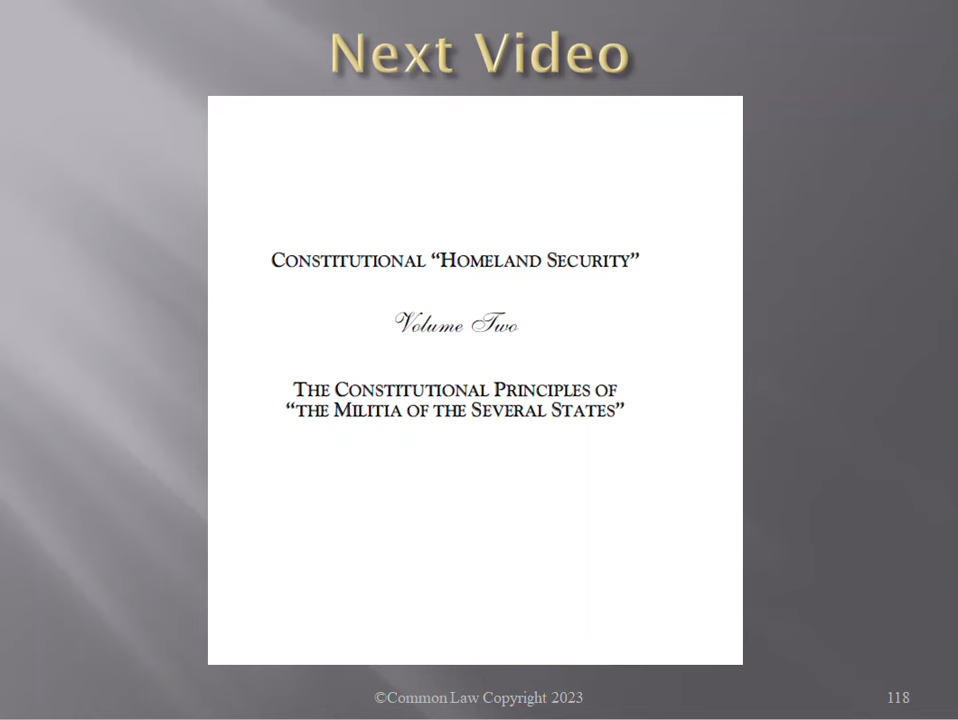 Next Video
CONSTITUTIONAL “HOMELAND SECURITY”
Volume Two
THE CONSTITUTIONAL PRINCIPLES OF
“THE MILITIA OF THE SEVERAL STATES”
©Common Law Copyright 2023
118